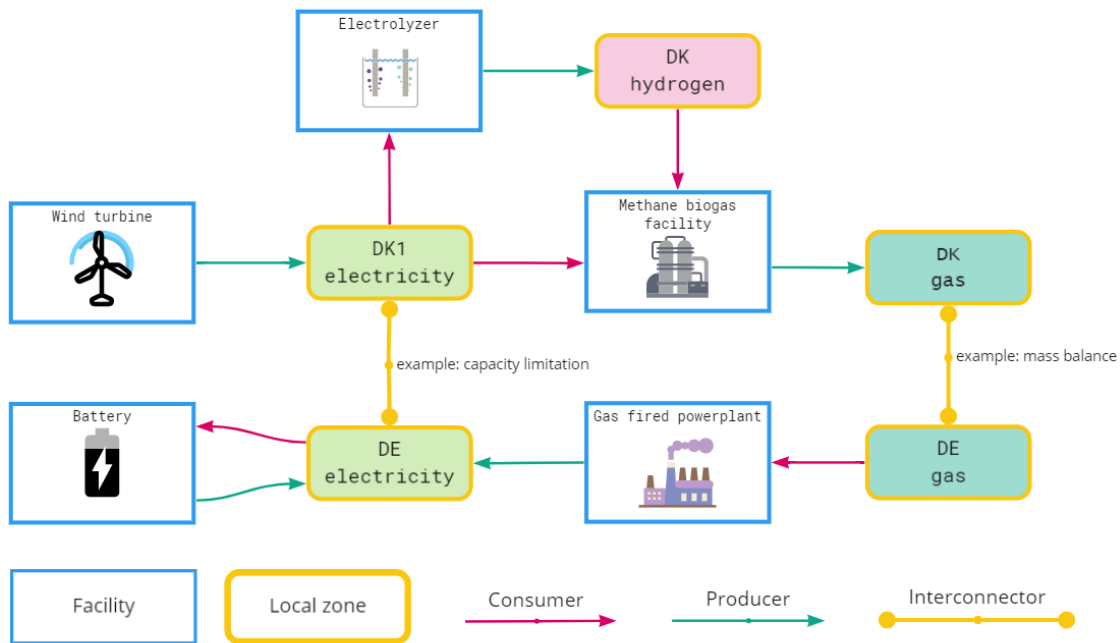 Electrolyzer
DK
hydrogen
Wind turbine
DK1
electricity
Methane biogas
facility
DK
gas
example: capacity limitation
example: mass balance
Battery
DE
electricity
Gas fired powerplant
DE
gas
Facility
Local zone
Consumer
Producer
Interconnector